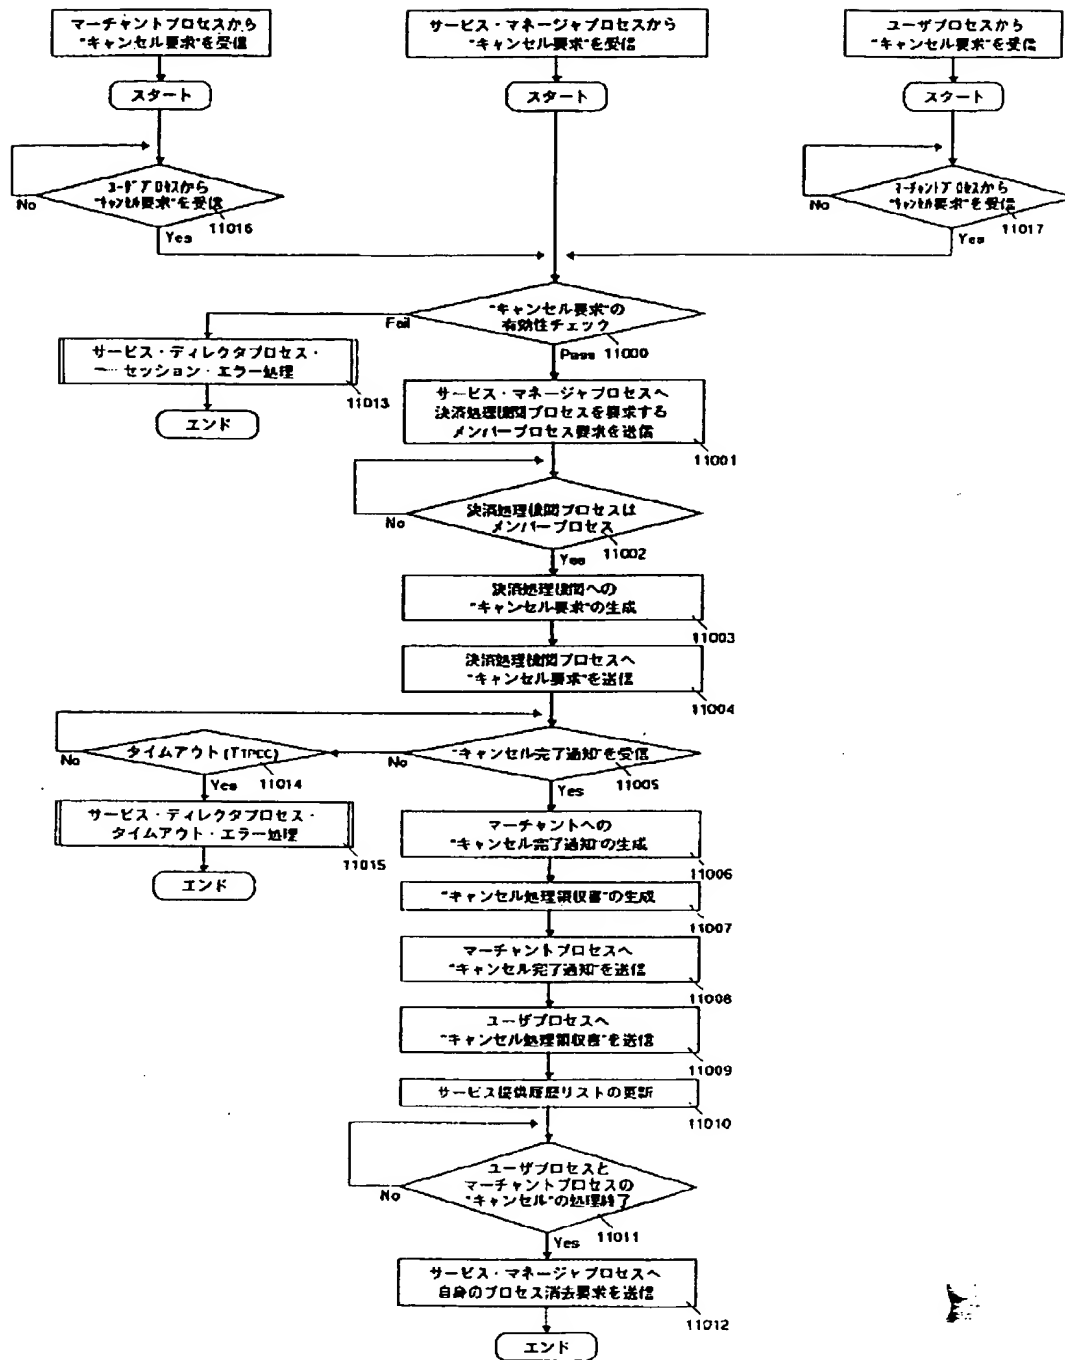 マーチャントプロセスから
"キャンセル要求"を受信
サービス・マネージャプロセスから
"キャンセル要求"を受信
ユーザプロセスから
"キャンセル要求"を受信
スタート
スタート
スタート
ユーザプロセスから
"キャンセル要求"を受信
No
11016
Yes
マーチャントプロセスから
"キャンセル要求"を受信
No
11017
Yes
"キャンセル要求"の
有効性チェック
Fail
Pass
11000
サービス・ディレクタプロセス・
セッション・エラー処理
11013
エンド
サービス・マネージャプロセスへ
決済処理機関プロセスを要求する
メンバープロセス要求を送信
11001
決済処理機関プロセスは
メンバープロセス
No
11002
Yes
決済処理機関への
"キャンセル要求"の生成
11003
決済処理機関プロセスへ
"キャンセル要求"を送信
11004
タイムアウト(TTPCC)
No
11014
Yes
"キャンセル完了通知"を受信
No
11005
Yes
サービス・ディレクタプロセス・
タイムアウト・エラー処理
11015
エンド
マーチャントへの
"キャンセル完了通知"の生成
11006
"キャンセル処理領収書"の生成
11007
マーチャントプロセスへ
"キャンセル完了通知"を送信
11008
ユーザプロセスへ
"キャンセル処理領収書"を送信
11009
サービス提供履歴リストの更新
11010
ユーザプロセスと
マーチャントプロセスの
"キャンセル"の処理終了
No
11011
Yes
サービス・マネージャプロセスへ
自身のプロセス消去要求を送信
11012
エンド